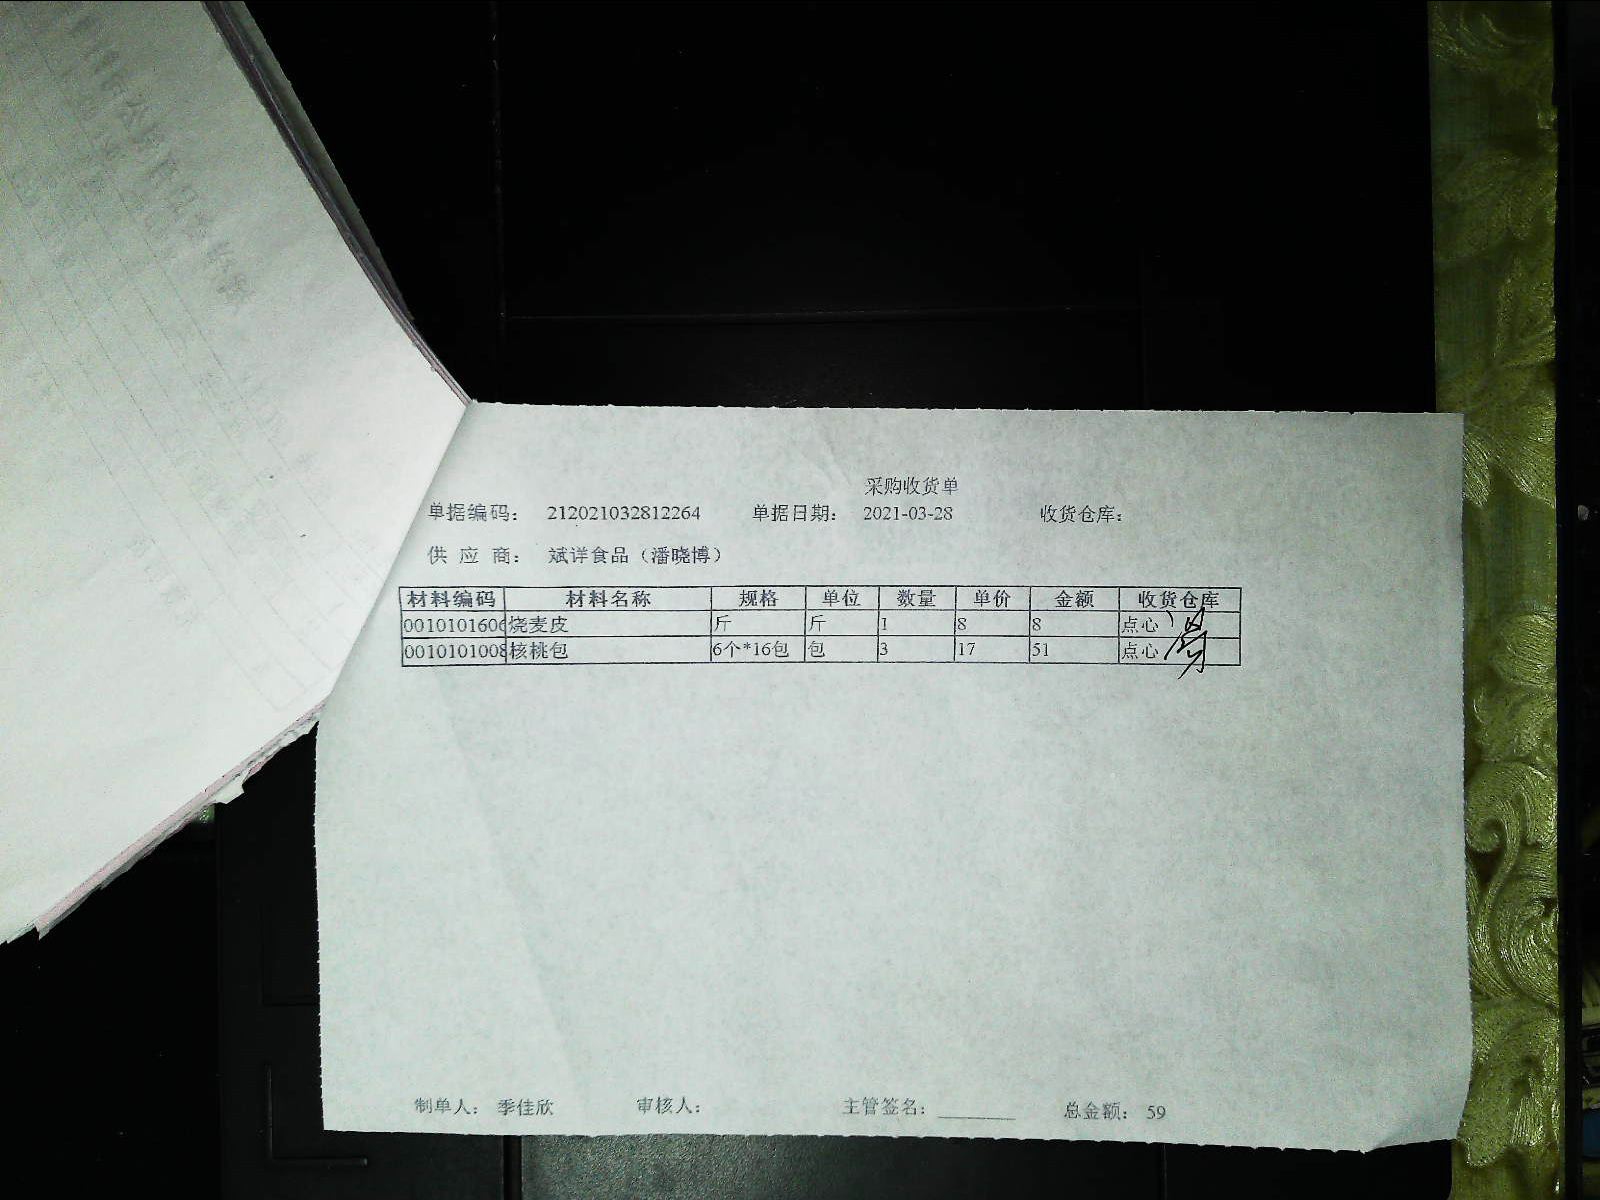 采购收货单
单据编码： 212021032812264 单据日期： 2021-03-28 收货仓库：
供 应 商： 斌详食品（潘晓博）
材料编码 材料名称 规格 单位 数量 单价 金额 收货仓库
0010101606 烧麦皮 斤 斤 1 8 8 点心
0010101008 核桃包 6个*16包 包 3 17 51 点心
制单人： 季佳欣 审核人： 主管签名： 总金额： 59